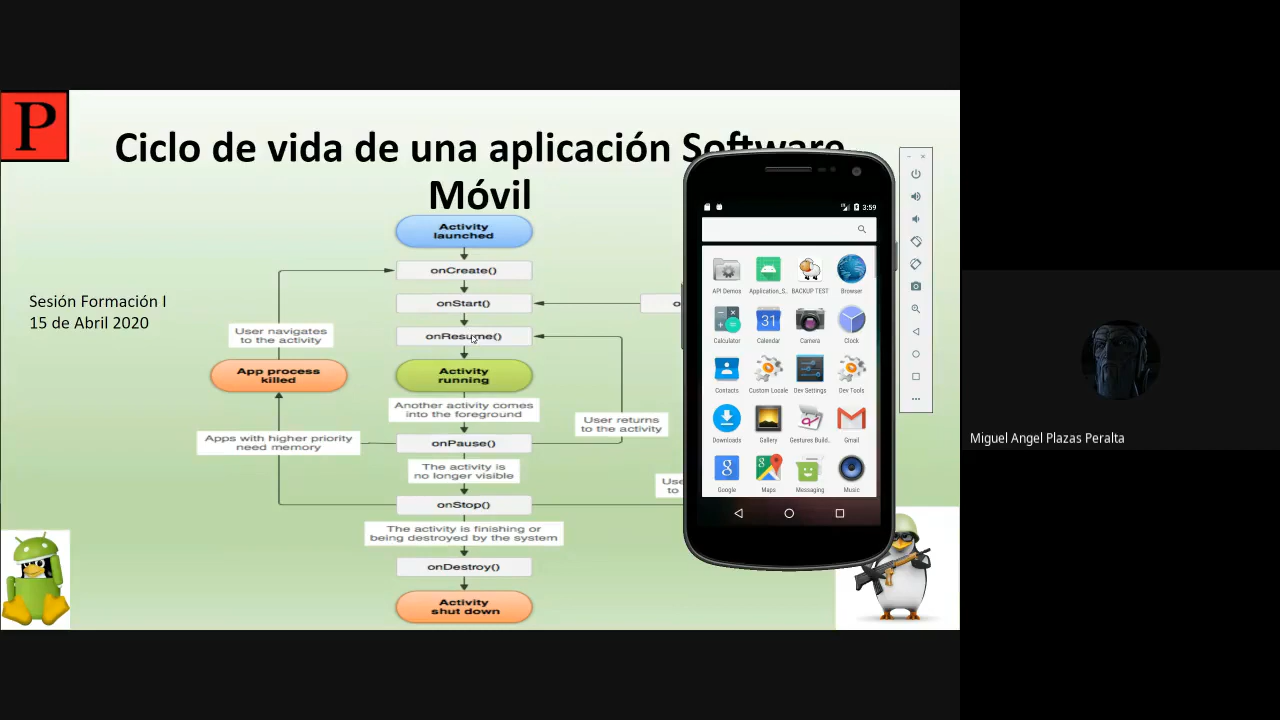 P
Ciclo de vida de una aplicación Software
Móvil
Sesión Formación I
15 de Abril 2020
Activity
launched
onCreate()
onStart()
onResume()
User navigates
to the activity
App process
killed
Activity
running
Another activity comes
into the foreground
User returns
to the activity
Apps with higher priority
need memory
onPause()
The activity is
no longer visible
onStop()
The activity is finishing or
being destroyed by the system
onDestroy()
Activity
shut down
to
3:59
API Demos
Application_S..
BACKUP TEST
Browser
Calculator
31
Calendar
Camera
Clock
Contacts
Custom Locale
Dev Settings
Dev Tools
Downloads
Gallery
Gestures Build..
Gmail
8
Google
Maps
Messaging
Music
Miguel Angel Plazas Peralta